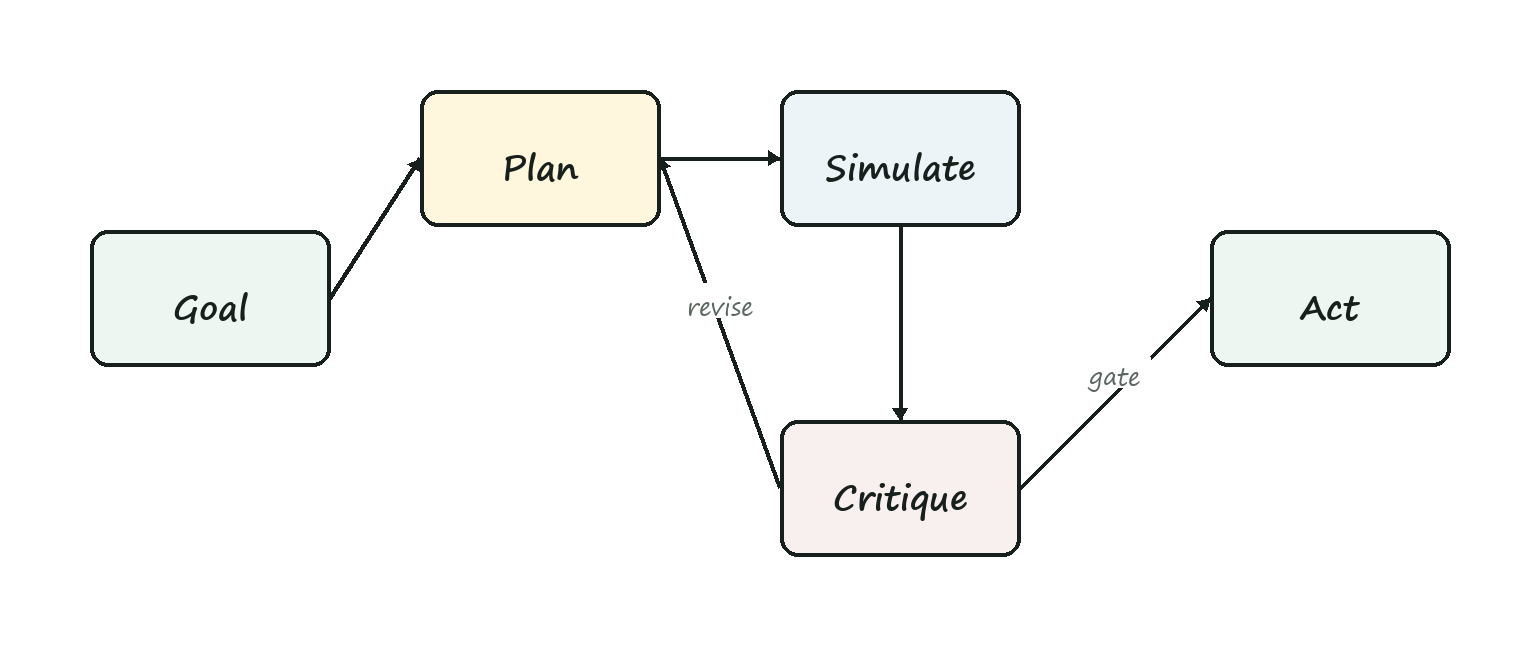 Plan
Simulate
Goal
revise
Act
gate
Critique